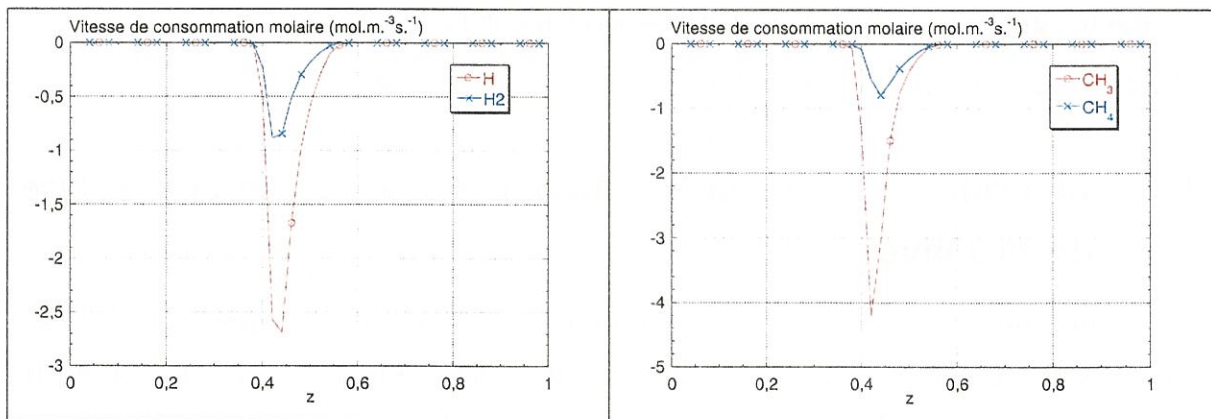 Vitesse de consommation molaire (mol.m.⁻³s.⁻¹)
0
-0,5
-1
-1,5
-2
-2,5
-3
0 0,2 0,4 0,6 0,8 1
z
H
H2
Vitesse de consommation molaire (mol.m.⁻³s.⁻¹)
0
-1
-2
-3
-4
-5
0 0,2 0,4 0,6 0,8 1
z
CH₃
CH₄